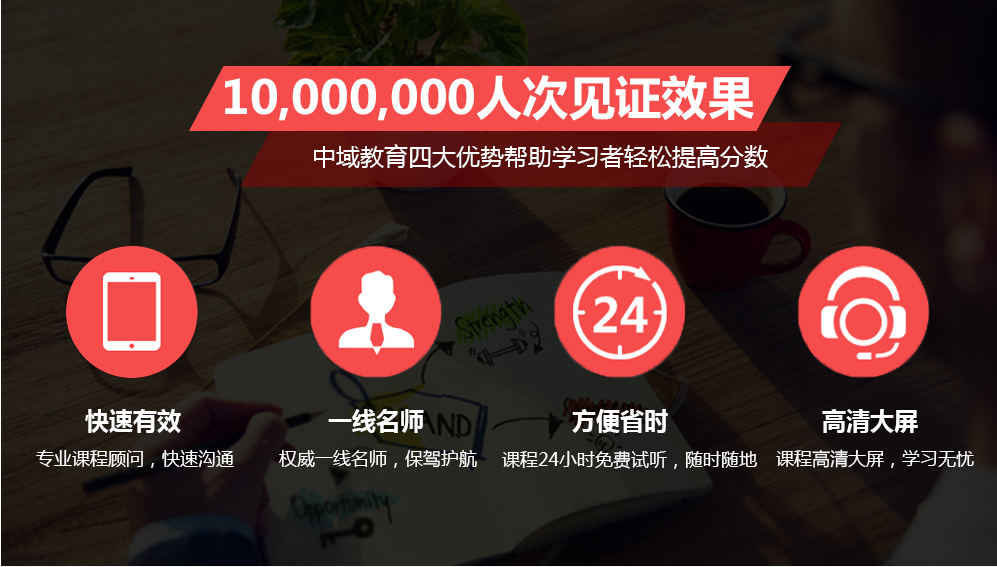 10,000,000人次见证效果
中域教育四大优势帮助学习者轻松提高分数
24
快速有效
一线名师
方便省时
高清大屏
专业课程顾问，快速沟通
权威一线名师，保驾护航
课程24小时免费试听，随时随地
课程高清大屏，学习无忧
Strength
AND
Opportunity